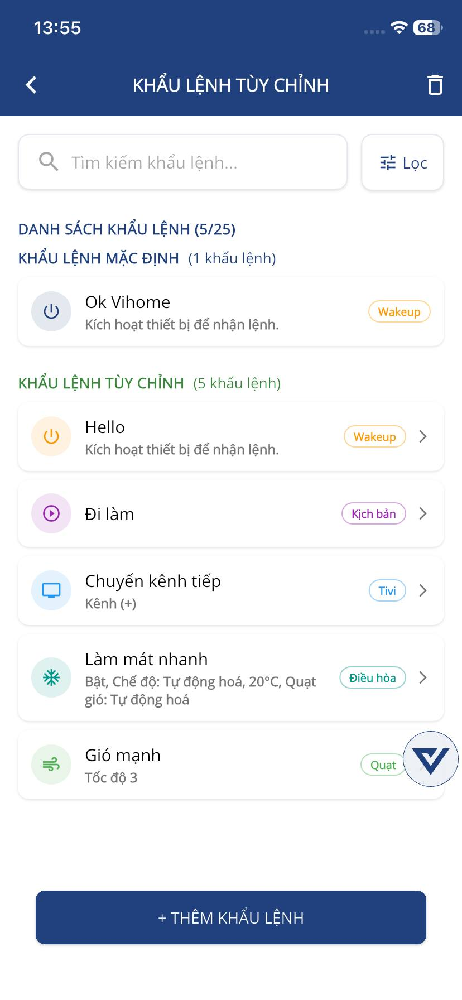 13:55
68
KHẨU LỆNH TÙY CHỈNH
Tìm kiếm khẩu lệnh...
Lọc
DANH SÁCH KHẨU LỆNH (5/25)
KHẨU LỆNH MẶC ĐỊNH (1 khẩu lệnh)
Ok Vihome
Kích hoạt thiết bị để nhận lệnh.
Wakeup
KHẨU LỆNH TÙY CHỈNH (5 khẩu lệnh)
Hello
Kích hoạt thiết bị để nhận lệnh.
Wakeup
Đi làm
Kịch bản
Chuyển kênh tiếp
Kênh (+)
Tivi
Làm mát nhanh
Bật, Chế độ: Tự động hoá, 20°C, Quạt
gió: Tự động hoá
Điều hòa
Gió mạnh
Tốc độ 3
Quạt
+ THÊM KHẨU LỆNH